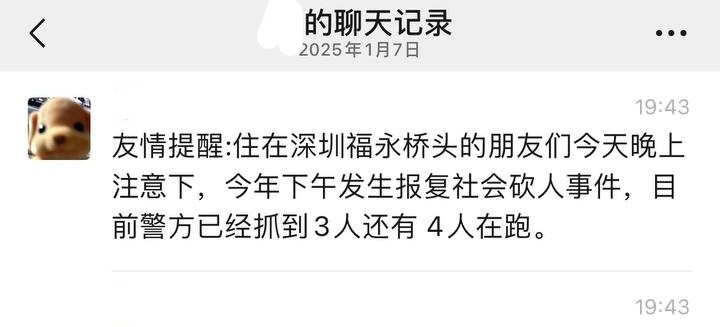 的聊天记录
2025年1月7日
19:43
友情提醒:住在深圳福永桥头的朋友们今天晚上
注意下，今年下午发生报复社会砍人事件，目
前警方已经抓到3人还有 4人在跑。
19:43